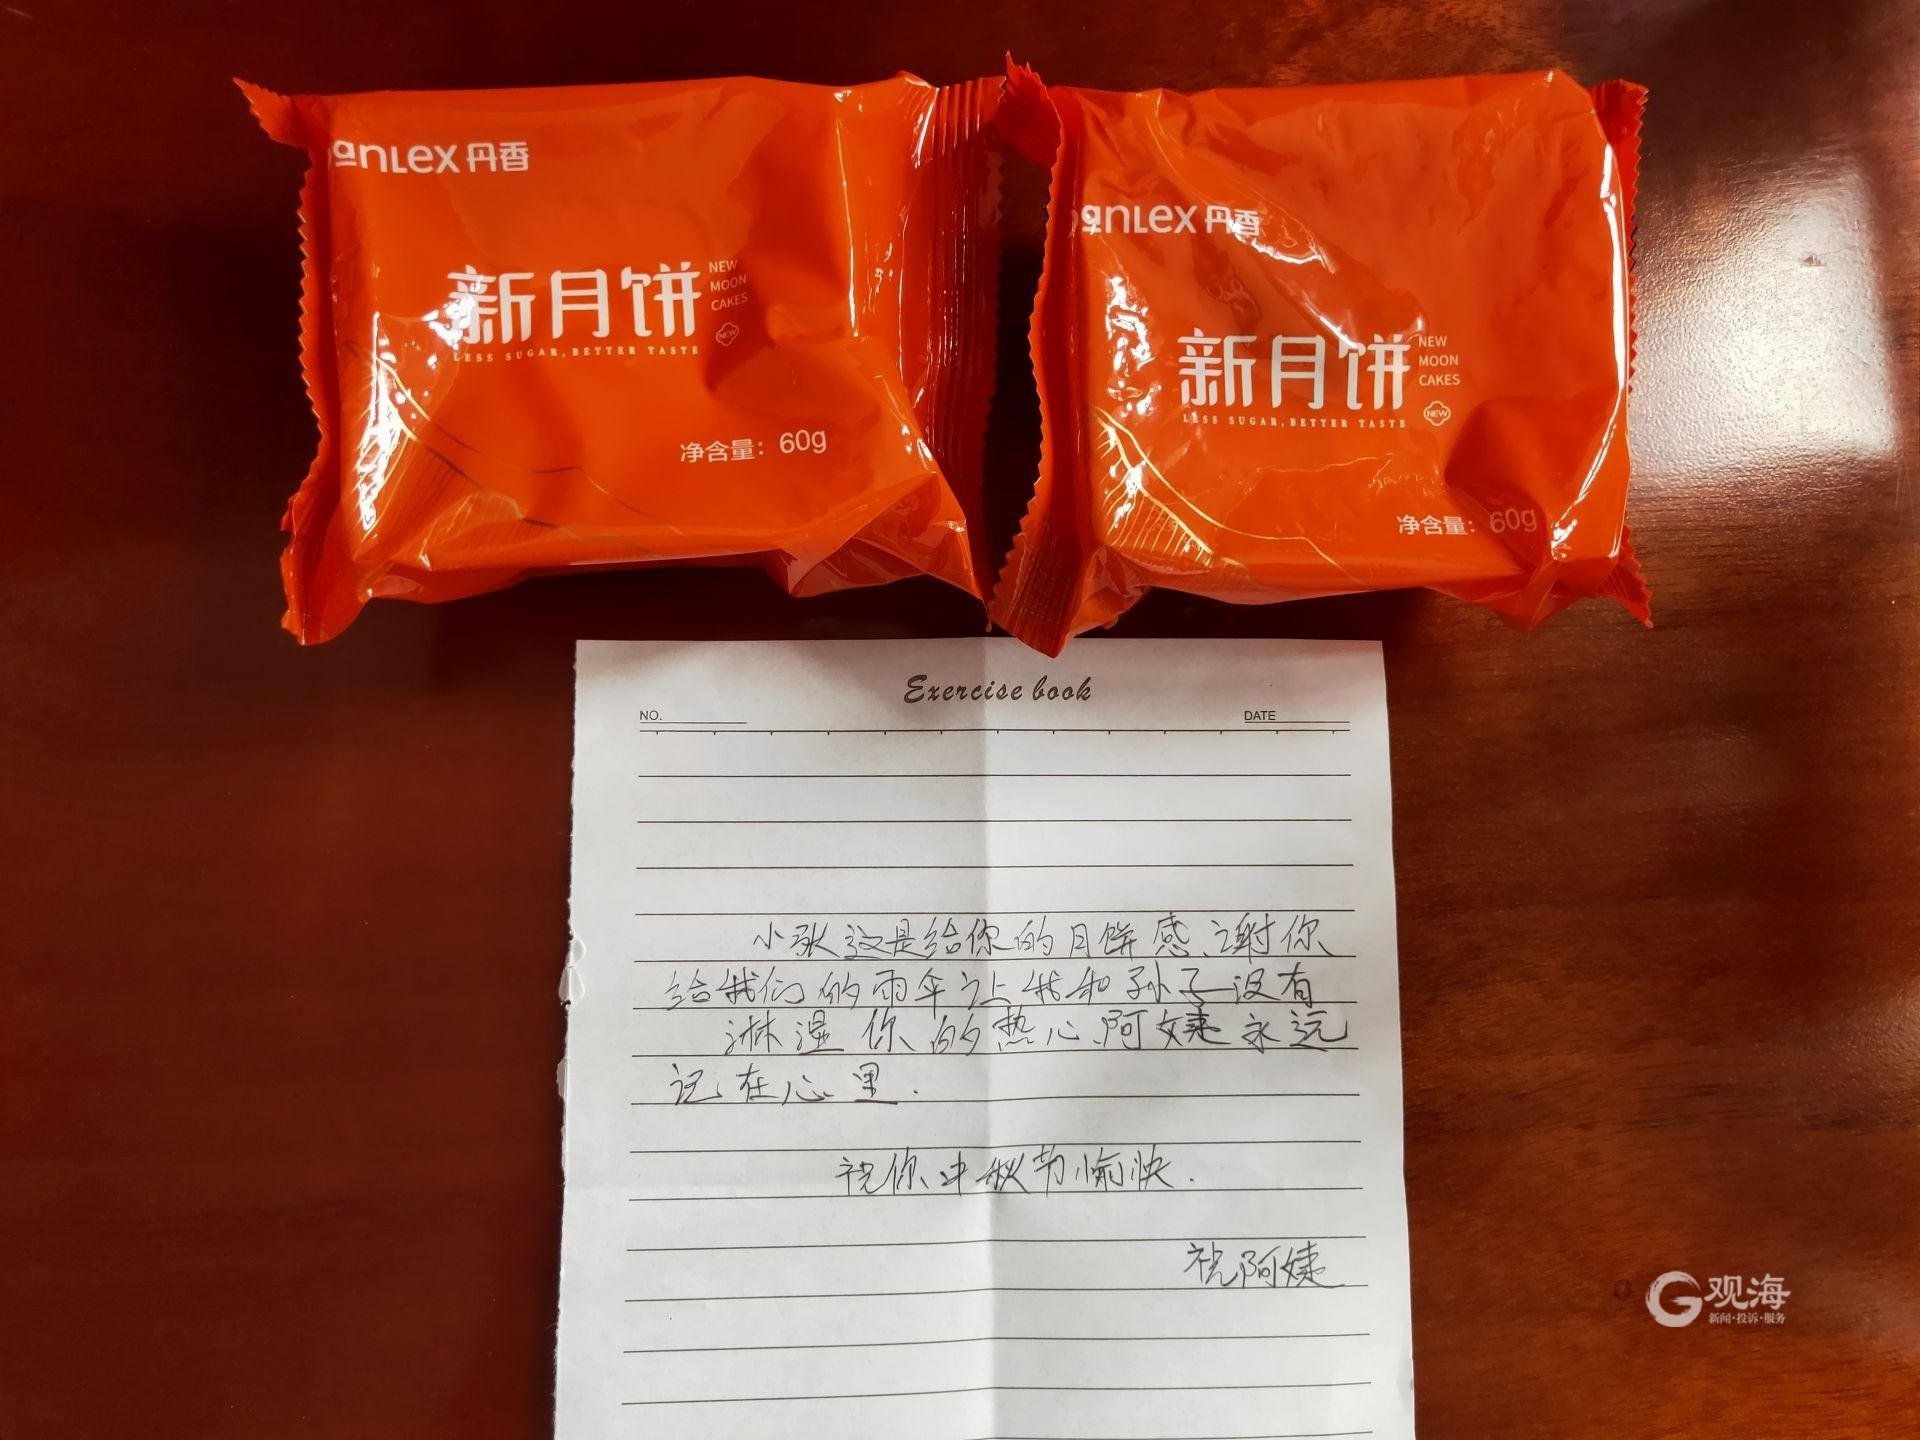 anLex 丹香
新月饼
NEW
MOON
CAKES
NEW
LESS SUGAR, BETTER TASTE
净含量: 60g
anLex 丹香
新月饼
NEW
MOON
CAKES
NEW
LESS SUGAR, BETTER TASTE
净含量: 60g
Exercise book
NO.
DATE
小张这是给你的月饼感谢你
给我们的雨伞让我和孙子没有
淋湿你的热心阿姨永远
记在心里.
祝你中秋节愉快.
祝阿姨
观海
新闻·投诉·服务